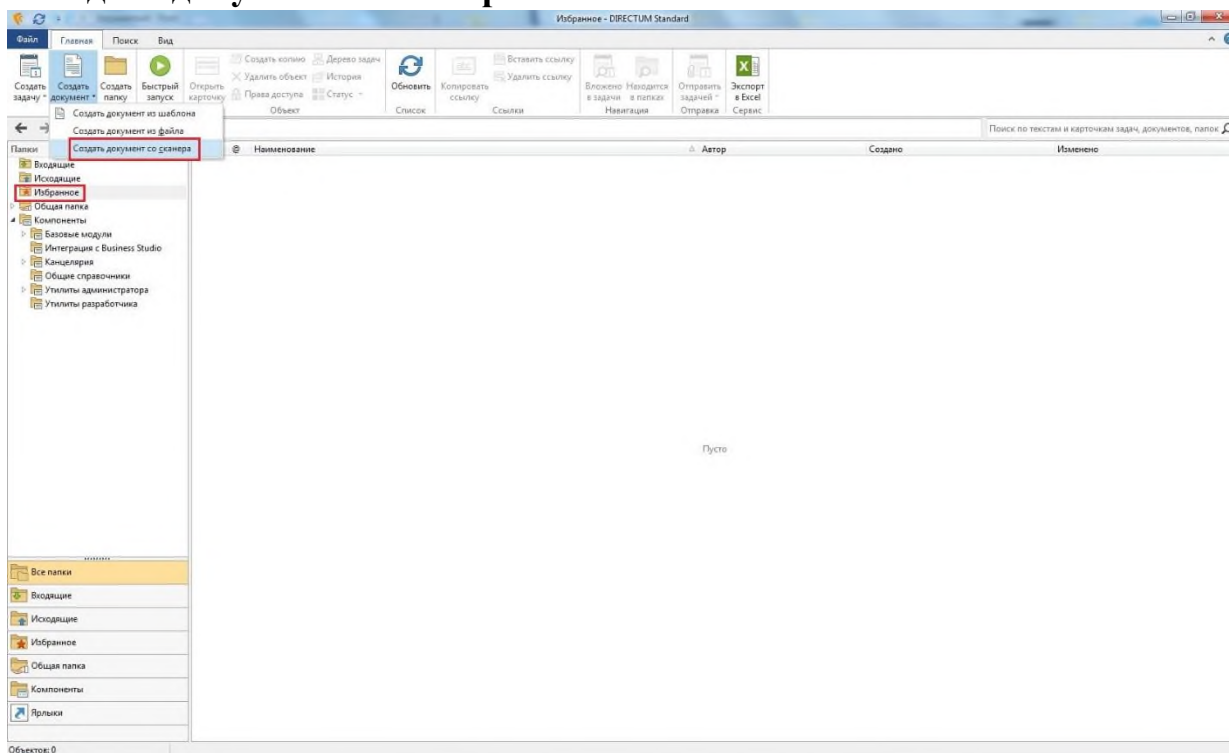 Избранное - DIRECTUM Standard
Файл Главная Поиск Вид
Создать задачу
Создать документ
Создать папку
Быстрый запуск
Открыть карточку
Создать копию
Удалить объект
Права доступа
Дерево задач
История
Статус
Объект
Обновить
Список
Копировать ссылку
Вставить ссылку
Удалить ссылку
Ссылки
Вложено в задачи
Находится в папках
Навигация
Отправить задачей
Отправка
Экспорт в Excel
Сервис
Создать документ из шаблона
Создать документ из файла
Создать документ со сканера
Поиск по текстам и карточкам задач, документов, папок
Папки
@ Наименование Автор Создано Изменено
Входящие
Исходящие
Избранное
Общая папка
Компоненты
Базовые модули
Интеграция с Business Studio
Канцелярия
Общие справочники
Утилиты администратора
Утилиты разработчика
Пусто
Все папки
Входящие
Исходящие
Избранное
Общая папка
Компоненты
Ярлыки
Объектов: 0